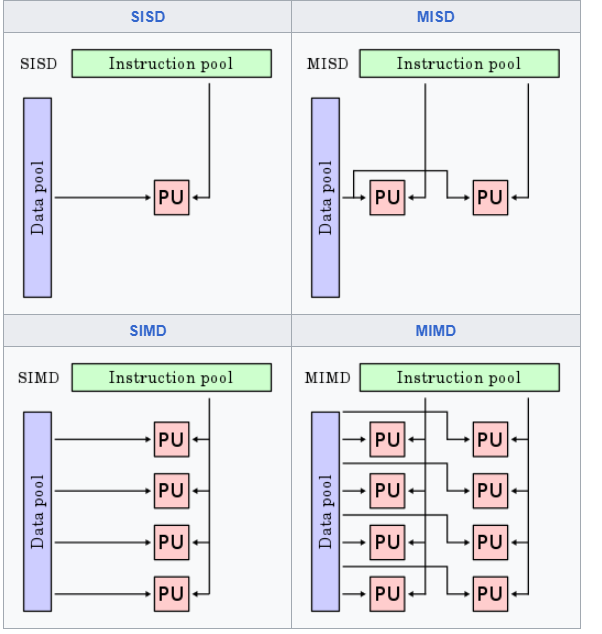 SISD
MISD
SISD
Instruction pool
Data pool
PU
MISD
Instruction pool
Data pool
PU
PU
SIMD
MIMD
SIMD
Instruction pool
Data pool
PU
PU
PU
PU
MIMD
Instruction pool
Data pool
PU
PU
PU
PU
PU
PU
PU
PU